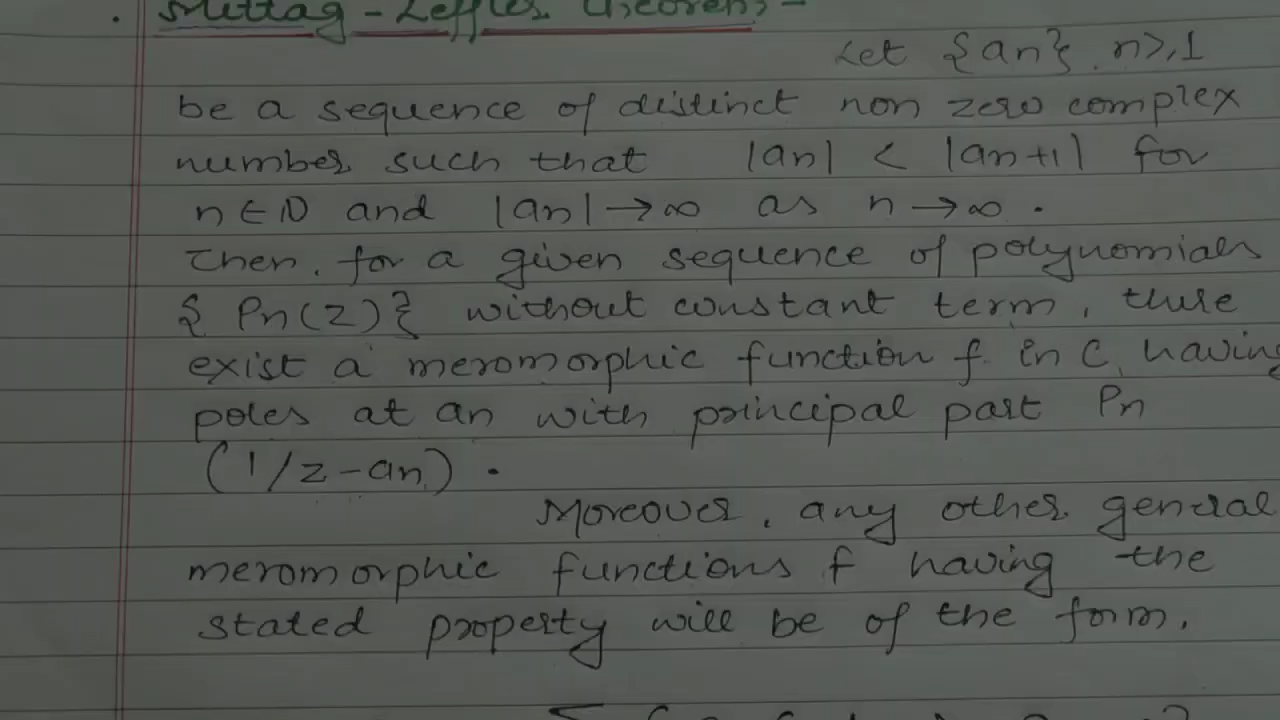 . Mittag-Leffler Theorem:-
Let {an}, n≥1
be a sequence of distinct non zero complex
number such that |an| < |an+1| for
n∈N and |an|→∞ as n→∞.
Then, for a given sequence of polynomials
{Pn(z)} without constant term, there
exist a meromorphic function f in C, having
poles at an with principal part Pn
(1/z-an).
Moreover, any other general
meromorphic functions f having the
stated property will be of the form,